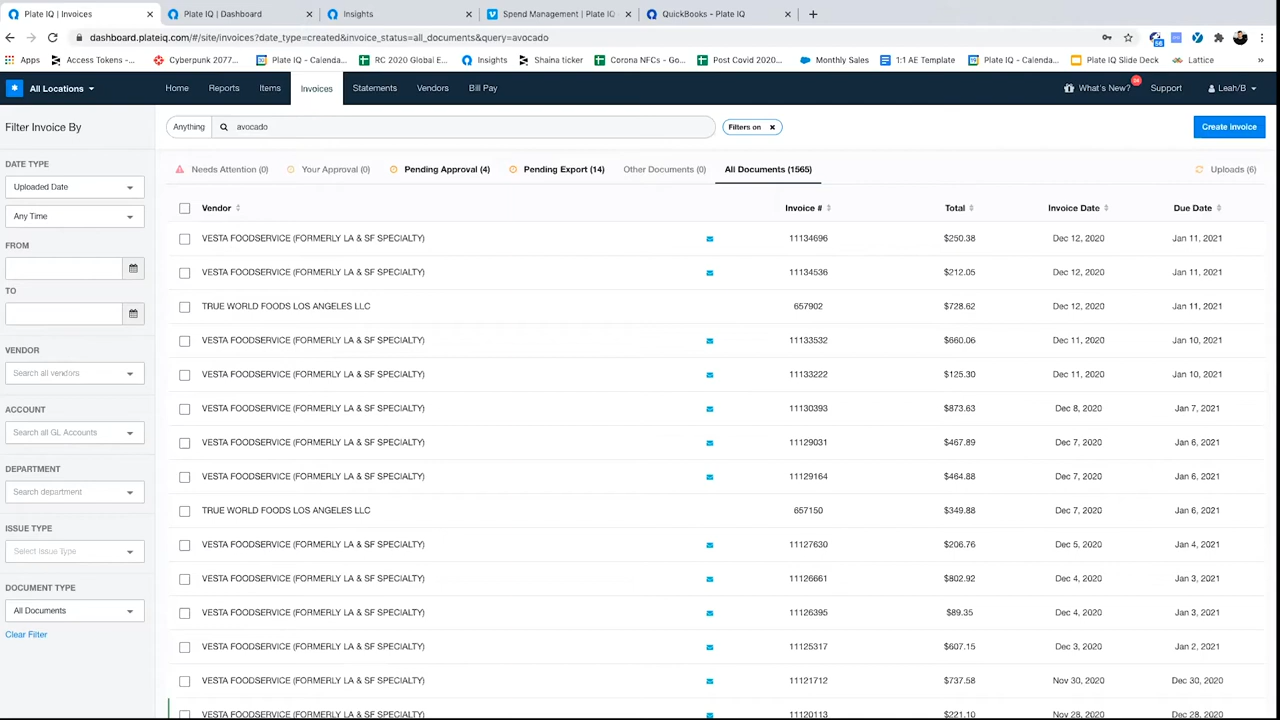 Plate IQ | Invoices
Plate IQ | Dashboard
Insights
Spend Management | Plate IQ
QuickBooks - Plate IQ
dashboard.plateiq.com/#/site/invoices?date_type=created&invoice_status=all_documents&query=avocado
Apps
Access Tokens -...
Cyberpunk 2077...
Plate IQ - Calenda...
RC 2020 Global E...
Insights
Shaina ticker
Corona NFCs - Go...
Post Covid 2020...
Monthly Sales
1:1 AE Template
Plate IQ - Calenda...
Plate IQ Slide Deck
Lattice
»
All Locations
Home
Reports
Items
Invoices
Statements
Vendors
Bill Pay
What's New?
Support
Leah/B
Filter Invoice By
Anything
avocado
Filters on ×
Create invoice
DATE TYPE
Uploaded Date
Any Time
FROM
TO
VENDOR
Search all vendors
ACCOUNT
Search all GL Accounts
DEPARTMENT
Search department
ISSUE TYPE
Select Issue Type
DOCUMENT TYPE
All Documents
Clear Filter
Needs Attention (0)
Your Approval (0)
Pending Approval (4)
Pending Export (14)
Other Documents (0)
All Documents (1565)
Uploads (6)
Vendor Invoice # Total Invoice Date Due Date
VESTA FOODSERVICE (FORMERLY LA & SF SPECIALTY) 11134696 $250.38 Dec 12, 2020 Jan 11, 2021
VESTA FOODSERVICE (FORMERLY LA & SF SPECIALTY) 11134536 $212.05 Dec 12, 2020 Jan 11, 2021
TRUE WORLD FOODS LOS ANGELES LLC 657902 $728.62 Dec 12, 2020 Jan 11, 2021
VESTA FOODSERVICE (FORMERLY LA & SF SPECIALTY) 11133532 $660.06 Dec 11, 2020 Jan 10, 2021
VESTA FOODSERVICE (FORMERLY LA & SF SPECIALTY) 11133222 $125.30 Dec 11, 2020 Jan 10, 2021
VESTA FOODSERVICE (FORMERLY LA & SF SPECIALTY) 11130393 $873.63 Dec 8, 2020 Jan 7, 2021
VESTA FOODSERVICE (FORMERLY LA & SF SPECIALTY) 11129031 $467.89 Dec 7, 2020 Jan 6, 2021
VESTA FOODSERVICE (FORMERLY LA & SF SPECIALTY) 11129164 $464.88 Dec 7, 2020 Jan 6, 2021
TRUE WORLD FOODS LOS ANGELES LLC 657150 $349.88 Dec 7, 2020 Jan 6, 2021
VESTA FOODSERVICE (FORMERLY LA & SF SPECIALTY) 11127630 $206.76 Dec 5, 2020 Jan 4, 2021
VESTA FOODSERVICE (FORMERLY LA & SF SPECIALTY) 11126661 $802.92 Dec 4, 2020 Jan 3, 2021
VESTA FOODSERVICE (FORMERLY LA & SF SPECIALTY) 11126395 $89.35 Dec 4, 2020 Jan 3, 2021
VESTA FOODSERVICE (FORMERLY LA & SF SPECIALTY) 11125317 $607.15 Dec 3, 2020 Jan 2, 2021
VESTA FOODSERVICE (FORMERLY LA & SF SPECIALTY) 11121712 $737.58 Nov 30, 2020 Dec 30, 2020
VESTA FOODSERVICE (FORMERLY LA & SF SPECIALTY) 11120113 $221.10 Nov 28, 2020 Dec 28, 2020